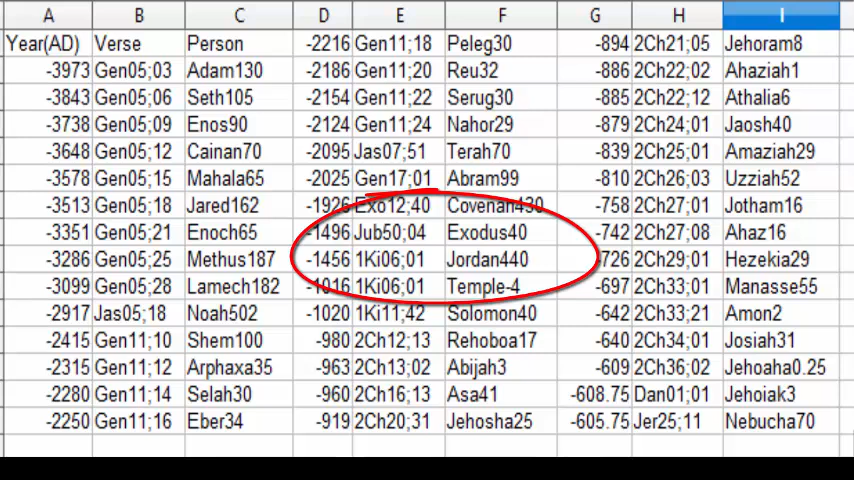 A B C D E F G H I
Year(AD) Verse Person -2216 Gen11;18 Peleg30 -894 2Ch21;05 Jehoram8
-3973 Gen05;03 Adam130 -2186 Gen11;20 Reu32 -886 2Ch22;02 Ahaziah1
-3843 Gen05;06 Seth105 -2154 Gen11;22 Serug30 -885 2Ch22;12 Athalia6
-3738 Gen05;09 Enos90 -2124 Gen11;24 Nahor29 -879 2Ch24;01 Jaosh40
-3648 Gen05;12 Cainan70 -2095 Jas07;51 Terah70 -839 2Ch25;01 Amaziah29
-3578 Gen05;15 Mahala65 -2025 Gen17;01 Abram99 -810 2Ch26;03 Uzziah52
-3513 Gen05;18 Jared162 -1926 Exo12;40 Covenan430 -758 2Ch27;01 Jotham16
-3351 Gen05;21 Enoch65 -1496 Jub50;04 Exodus40 -742 2Ch27;08 Ahaz16
-3286 Gen05;25 Methus187 -1456 1Ki06;01 Jordan440 -726 2Ch29;01 Hezekia29
-3099 Gen05;28 Lamech182 -1016 1Ki06;01 Temple-4 -697 2Ch33;01 Manasse55
-2917 Jas05;18 Noah502 -1020 1Ki11;42 Solomon40 -642 2Ch33;21 Amon2
-2415 Gen11;10 Shem100 -980 2Ch12;13 Rehoboa17 -640 2Ch34;01 Josiah31
-2315 Gen11;12 Arphaxa35 -963 2Ch13;02 Abijah3 -609 2Ch36;02 Jehoaha0.25
-2280 Gen11;14 Selah30 -960 2Ch16;13 Asa41 -608.75 Dan01;01 Jehoiak3
-2250 Gen11;16 Eber34 -919 2Ch20;31 Jehosha25 -605.75 Jer25;11 Nebucha70